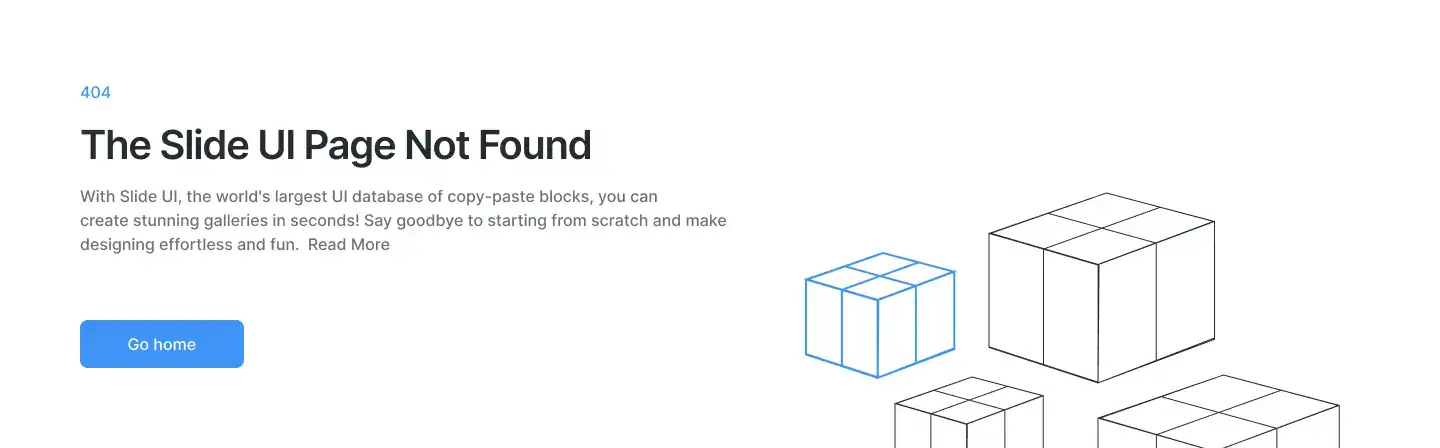 404
The Slide UI Page Not Found
With Slide UI, the world's largest UI database of copy-paste blocks, you can
create stunning galleries in seconds! Say goodbye to starting from scratch and make
designing effortless and fun.  Read More
Go home